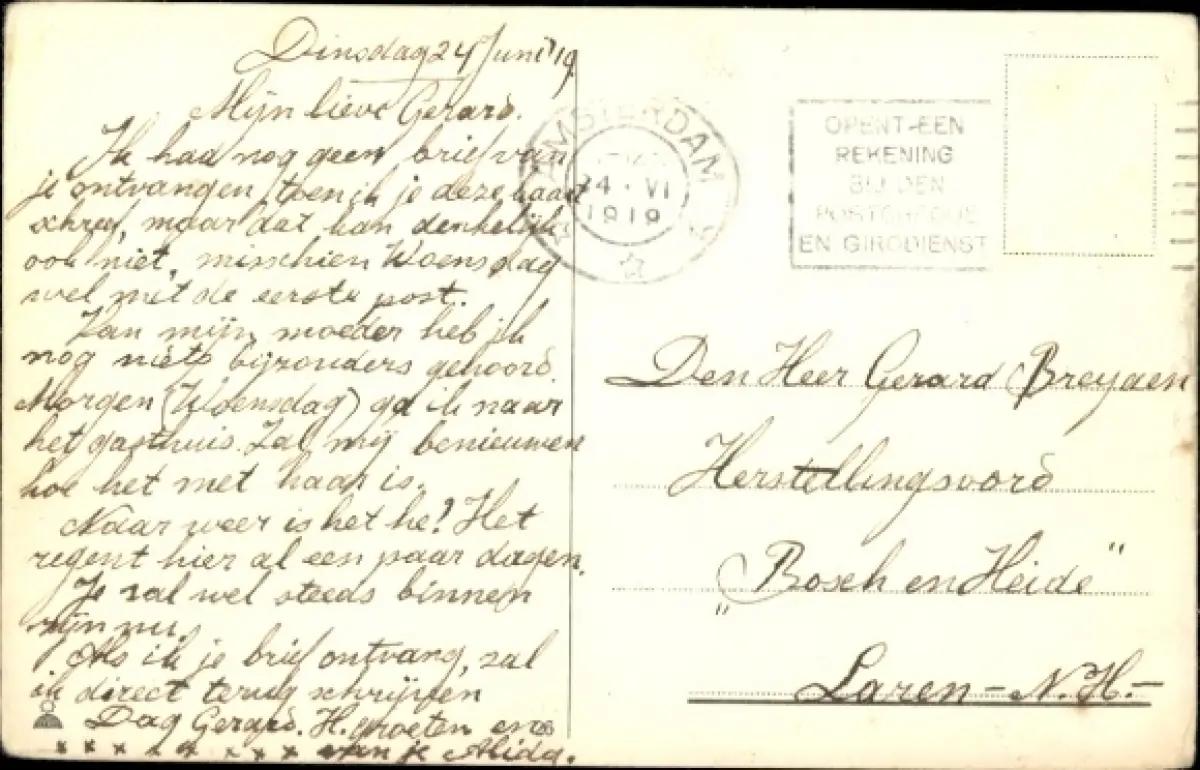 Dinsdag 24 Juni '19
Mijn lieve Gerard.
Ik had nog geen brief van
je ontvangen, toen ik je deze kaart
schreef, maar dat kan denkelijk
ook niet, mischien Woensdag
wel, mit de eerste post.
Van mijn moeder heb ik
nog niets bijzonders gehoord.
Morgen (Woensdag) ga ik naar
het gasthuis. Zal mij benieuwen
hoe het met haar is.
Naar weer is het he? Het
regent hier al een paar dagen.
Je zal wel steeds binnen
zijn nu.
Als ik je brief ontvang, zal
ik direct terug schrijven
Dag Gerard. H. groeten en
x x x x x x x x x van je Alida.
AMSTERDAM
24 · VI
1919
OPENT EEN
REKENING
BIJ DEN
POSTCHEQUE
EN GIRODIENST
Den Heer Gerard Breyaen
Herstellingsoord
„Bosch en Heide"
Laren - N.H. -